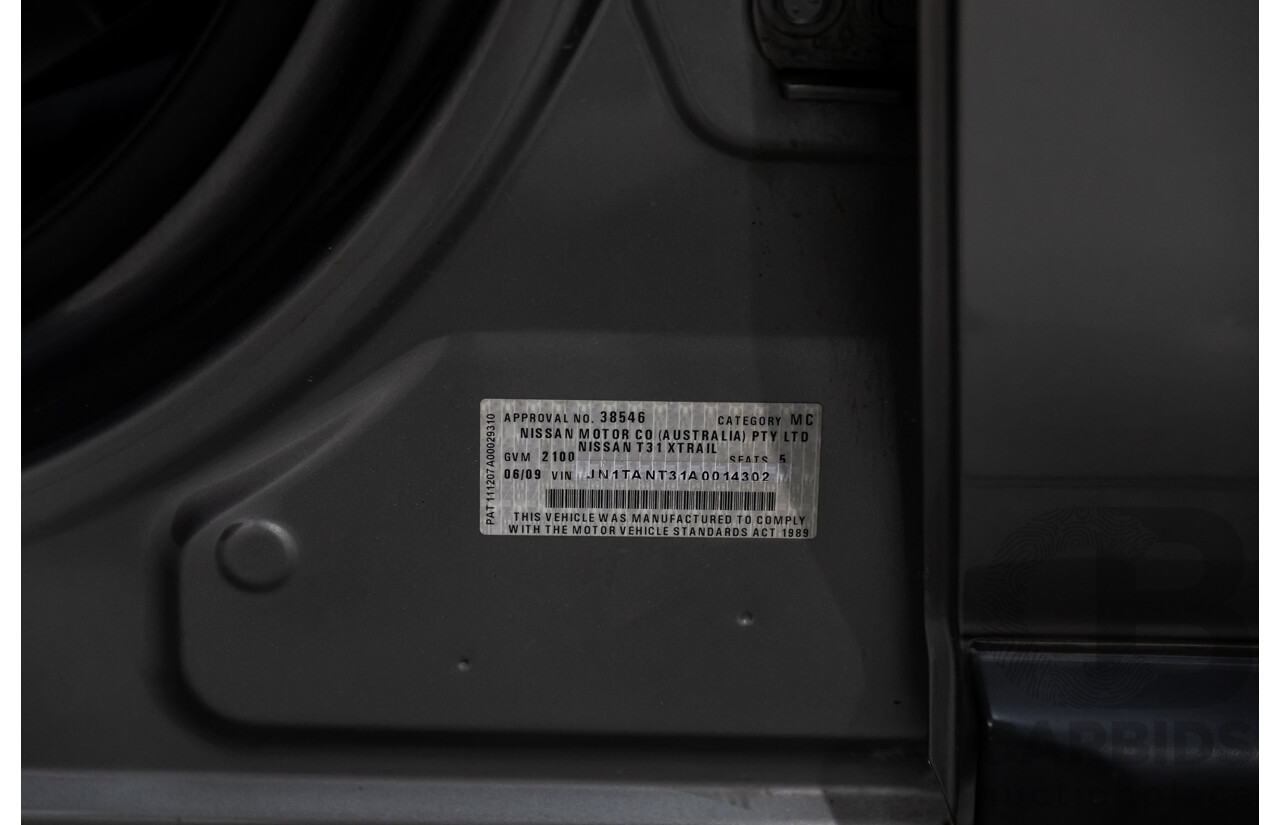 APPROVAL NO. 38546 CATEGORY MC
NISSAN MOTOR CO (AUSTRALIA) PTY LTD
NISSAN T31 XTRAIL
GVM 2100 SEATS 5
06/09 VIN JN1TANT31A0014302
THIS VEHICLE WAS MANUFACTURED TO COMPLY
WITH THE MOTOR VEHICLE STANDARDS ACT 1989
PAT 111207A00029310
CARBIDS